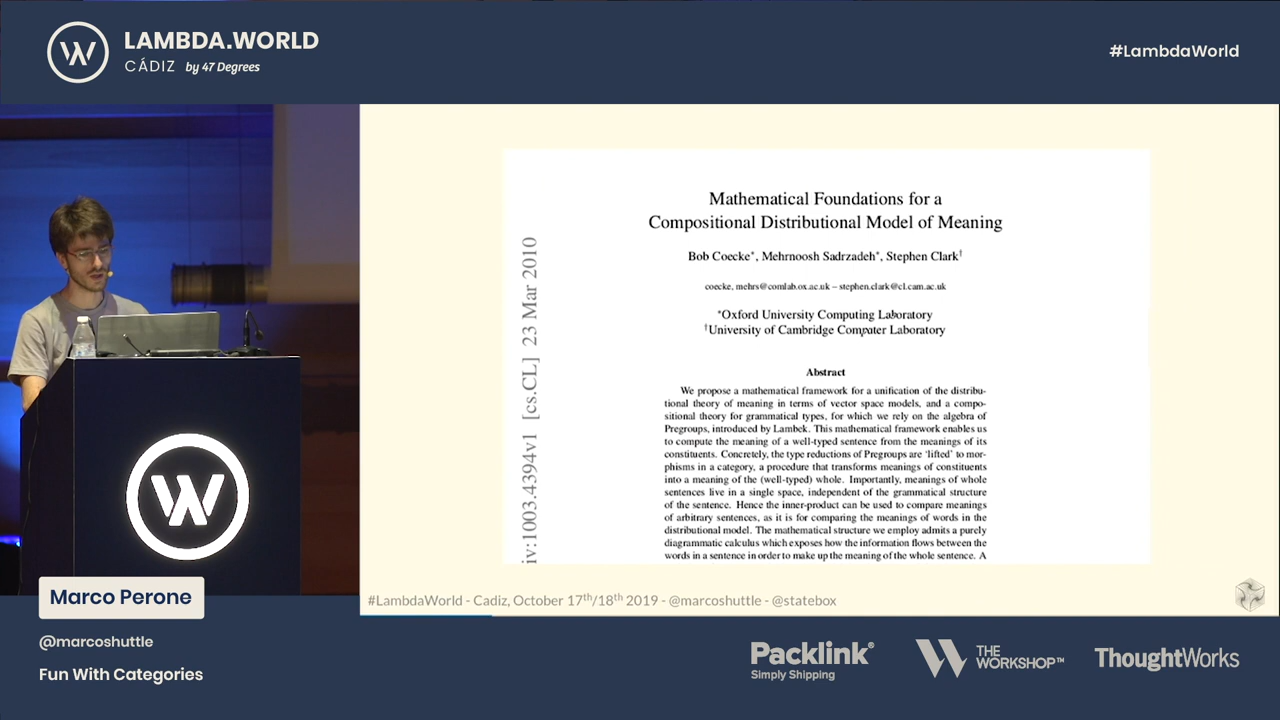 LAMBDA.WORLD
CÁDIZ by 47 Degrees
#LambdaWorld
Mathematical Foundations for a
Compositional Distributional Model of Meaning
Bob Coecke*, Mehrnoosh Sadrzadeh*, Stephen Clark†
coecke, mehrs@comlab.ox.ac.uk – stephen.clark@cl.cam.ac.uk
*Oxford University Computing Laboratory
†University of Cambridge Computer Laboratory
iv:1003.4394v1 [cs.CL] 23 Mar 2010
Abstract
We propose a mathematical framework for a unification of the distribu-
tional theory of meaning in terms of vector space models, and a compo-
sitional theory for grammatical types, for which we rely on the algebra of
Pregroups, introduced by Lambek. This mathematical framework enables us
to compute the meaning of a well-typed sentence from the meanings of its
constituents. Concretely, the type reductions of Pregroups are ‘lifted’ to mor-
phisms in a category, a procedure that transforms meanings of constituents
into a meaning of the (well-typed) whole. Importantly, meanings of whole
sentences live in a single space, independent of the grammatical structure
of the sentence. Hence the inner-product can be used to compare meanings
of arbitrary sentences, as it is for comparing the meanings of words in the
distributional model. The mathematical structure we employ admits a purely
diagrammatic calculus which exposes how the information flows between the
words in a sentence in order to make up the meaning of the whole sentence. A
#LambdaWorld - Cadiz, October 17th/18th 2019 - @marcoshuttle - @statebox
Marco Perone
@marcoshuttle
Fun With Categories
Packlink®
Simply Shipping
THE
WORKSHOP™
ThoughtWorks